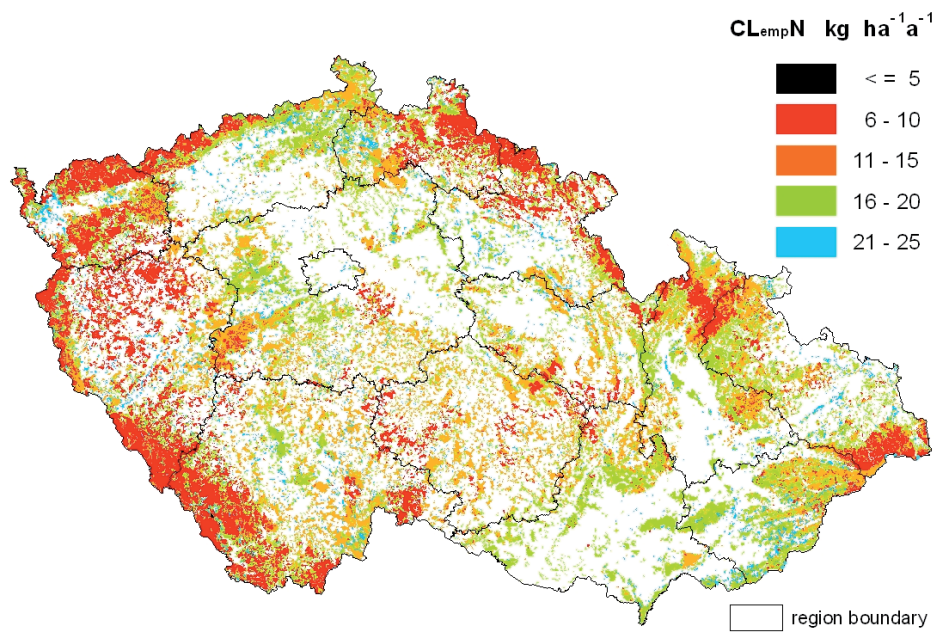 CLempN kg ha-1a-1
< = 5
6 - 10
11 - 15
16 - 20
21 - 25
region boundary